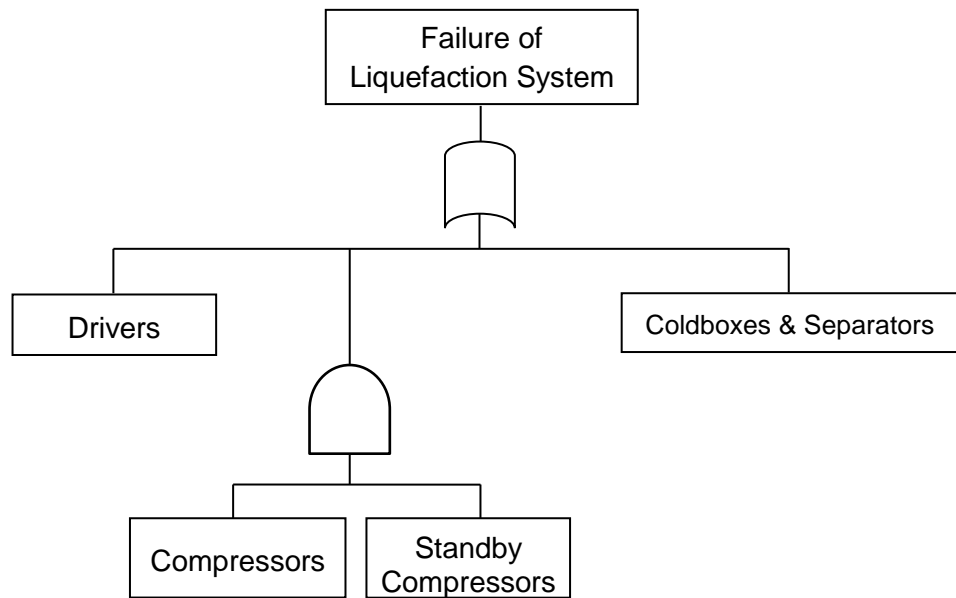 Failure of
Liquefaction System
Drivers
Coldboxes & Separators
Compressors
Standby
Compressors